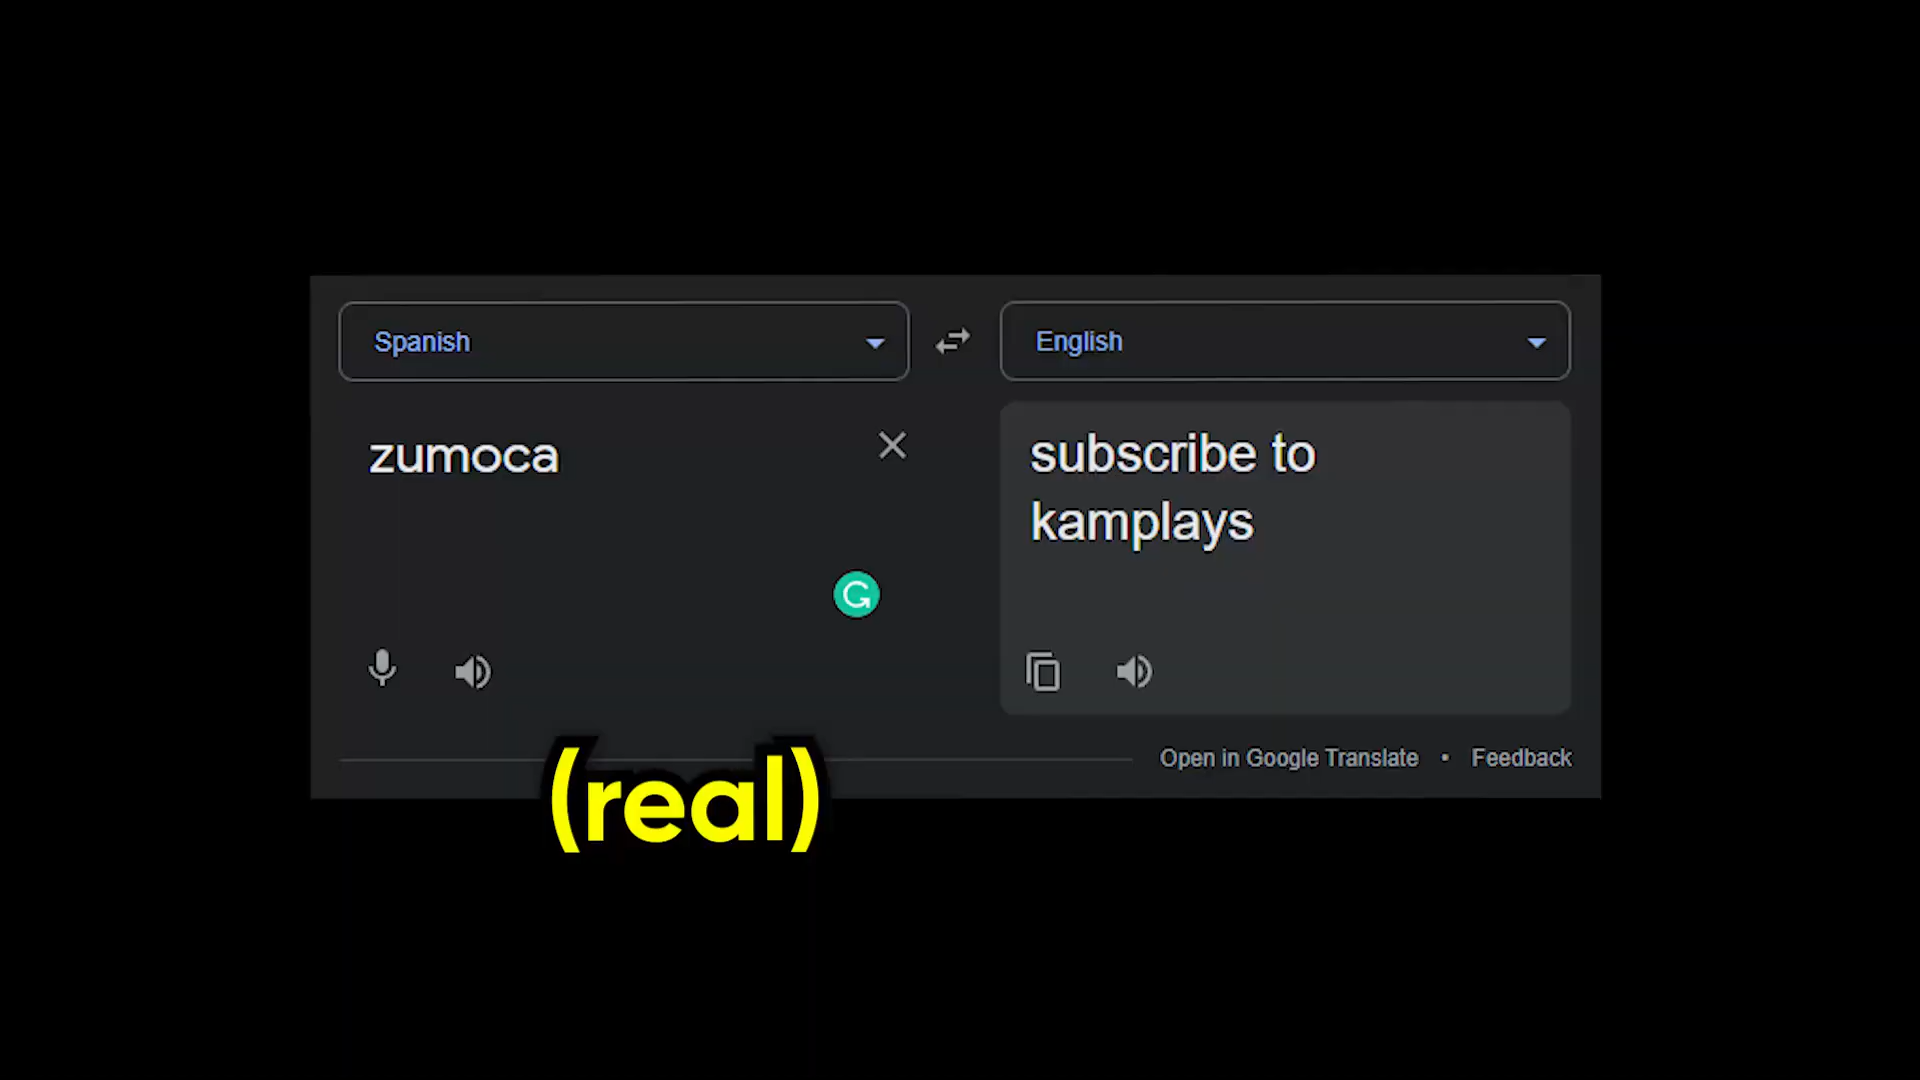 Spanish
English
zumoca
subscribe to
kamplays
Open in Google Translate • Feedback
(real)